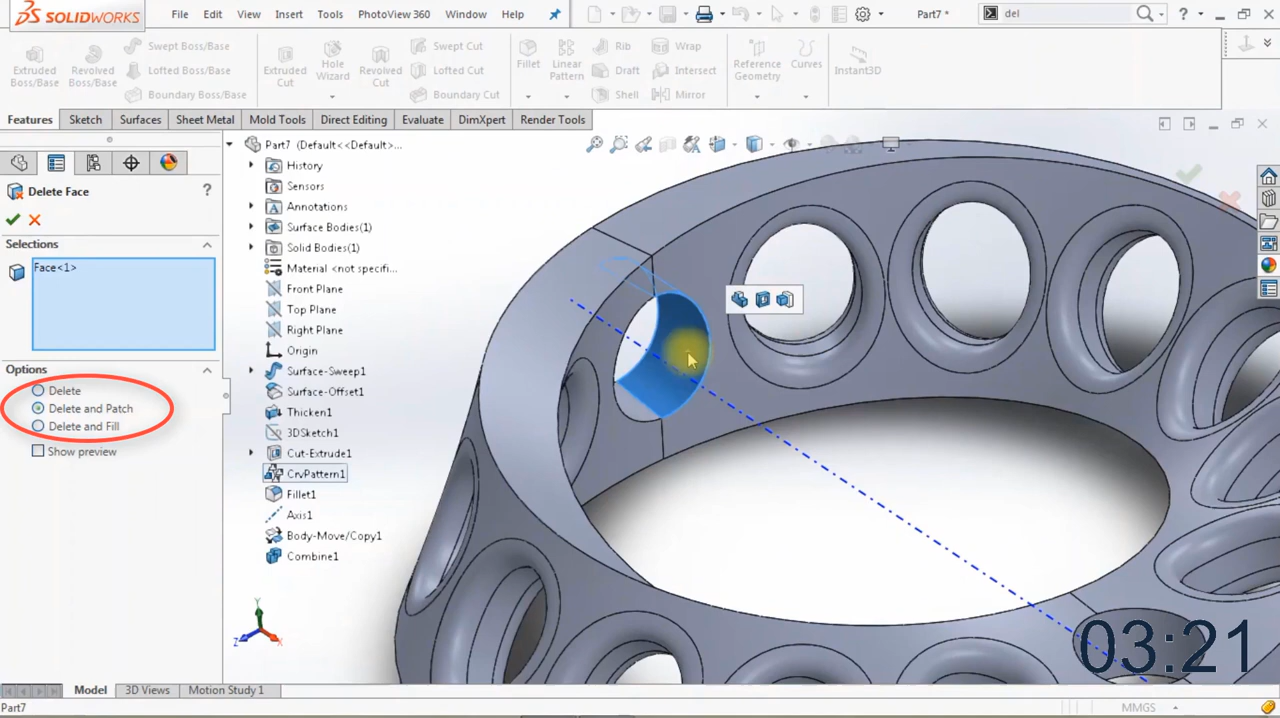 SOLIDWORKS File Edit View Insert Tools PhotoView 360 Window Help Part7 * del ?
Extruded Boss/Base Revolved Boss/Base Swept Boss/Base Lofted Boss/Base Boundary Boss/Base Extruded Cut Hole Wizard Revolved Cut Swept Cut Lofted Cut Boundary Cut Fillet Linear Pattern Rib Draft Shell Wrap Intersect Mirror Reference Geometry Curves Instant3D
Features Sketch Surfaces Sheet Metal Mold Tools Direct Editing Evaluate DimXpert Render Tools
Delete Face ?
Selections
Face<1>
Options
Delete
Delete and Patch
Delete and Fill
Show preview
Part7 (Default<<Default>...
History
Sensors
Annotations
Surface Bodies(1)
Solid Bodies(1)
Material <not specifi...
Front Plane
Top Plane
Right Plane
Origin
Surface-Sweep1
Surface-Offset1
Thicken1
3DSketch1
Cut-Extrude1
CrvPattern1
Fillet1
Axis1
Body-Move/Copy1
Combine1
Y
Z X
03:21
Model 3D Views Motion Study 1
Part7 MMGS